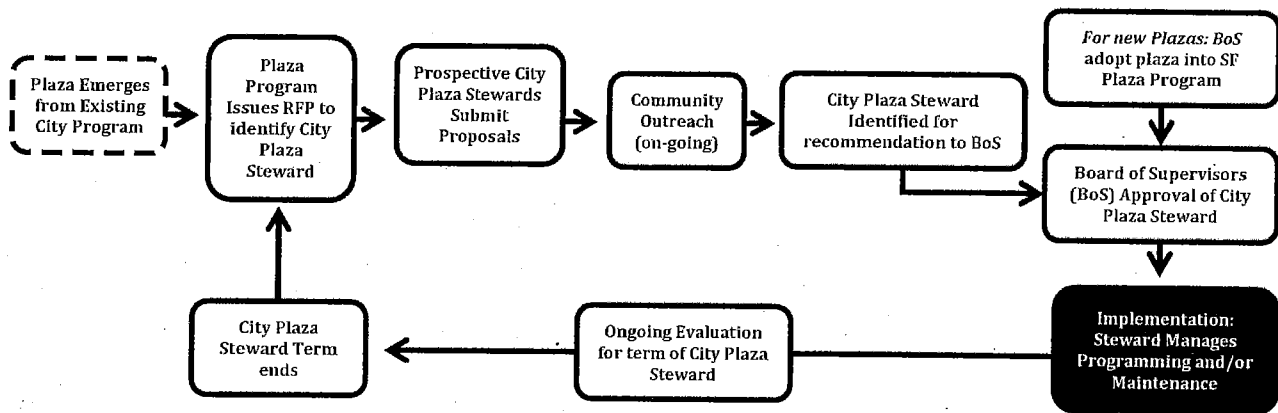 Plaza Emerges
from Existing
City Program
Plaza
Program
Issues RFP to
identify City
Plaza
Steward
Prospective City
Plaza Stewards
Submit
Proposals
Community
Outreach
(on-going)
City Plaza Steward
Identified for
recommendation to BoS
For new Plazas: BoS
adopt plaza into SF
Plaza Program
Board of Supervisors
(BoS) Approval of City
Plaza Steward
Implementation:
Steward Manages
Programming and/or
Maintenance
Ongoing Evaluation
for term of City Plaza
Steward
City Plaza
Steward Term
ends